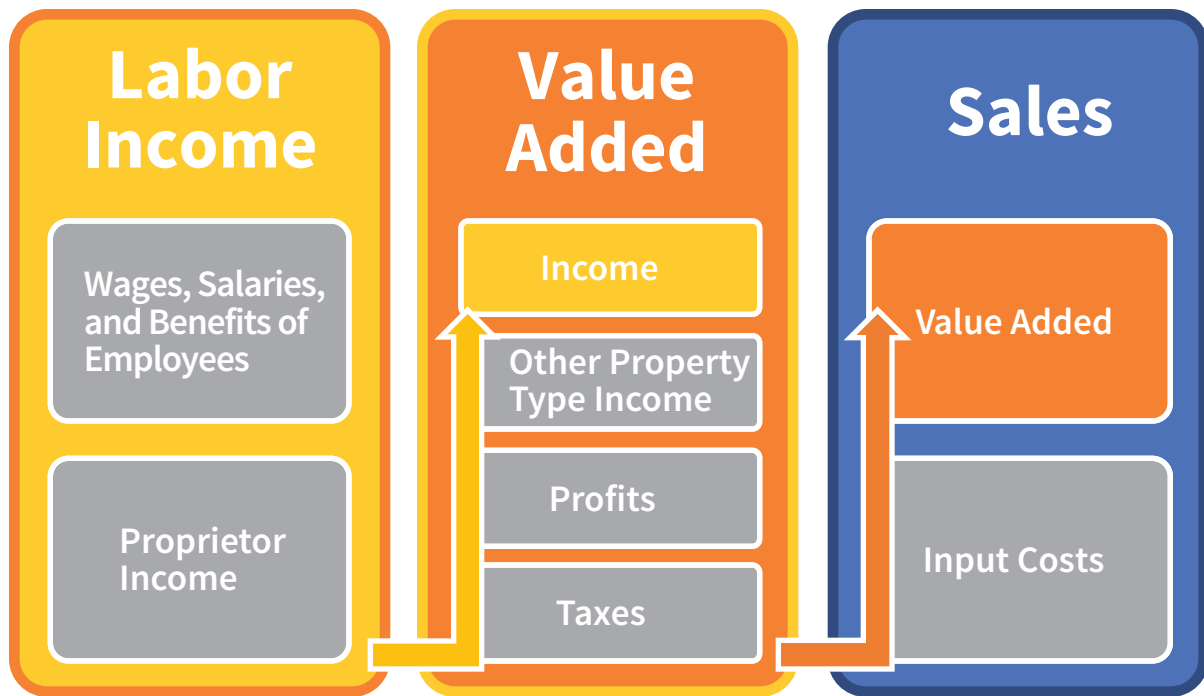 Labor
Income
Wages, Salaries,
and Benefits of
Employees
Proprietor
Income
Value
Added
Income
Other Property
Type Income
Profits
Taxes
Sales
Value Added
Input Costs